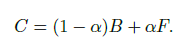 C = (1 − α)B + αF.